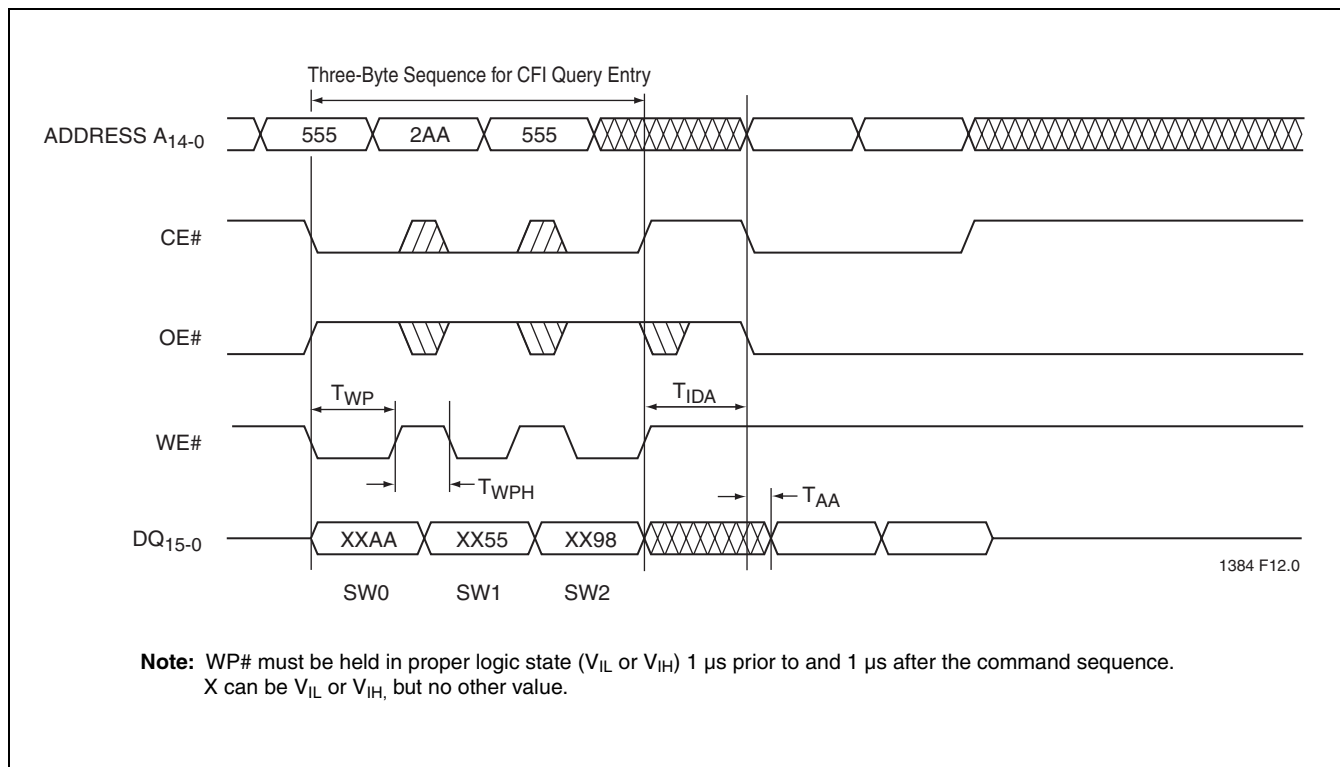 Three-Byte Sequence for CFI Query Entry
ADDRESS A14-0
555
2AA
555
CE#
OE#
TWP
TIDA
WE#
TWPH
TAA
DQ15-0
XXAA
XX55
XX98
1384 F12.0
SW0
SW1
SW2
Note: WP# must be held in proper logic state (VIL or VIH) 1 µs prior to and 1 µs after the command sequence.
X can be VIL or VIH, but no other value.